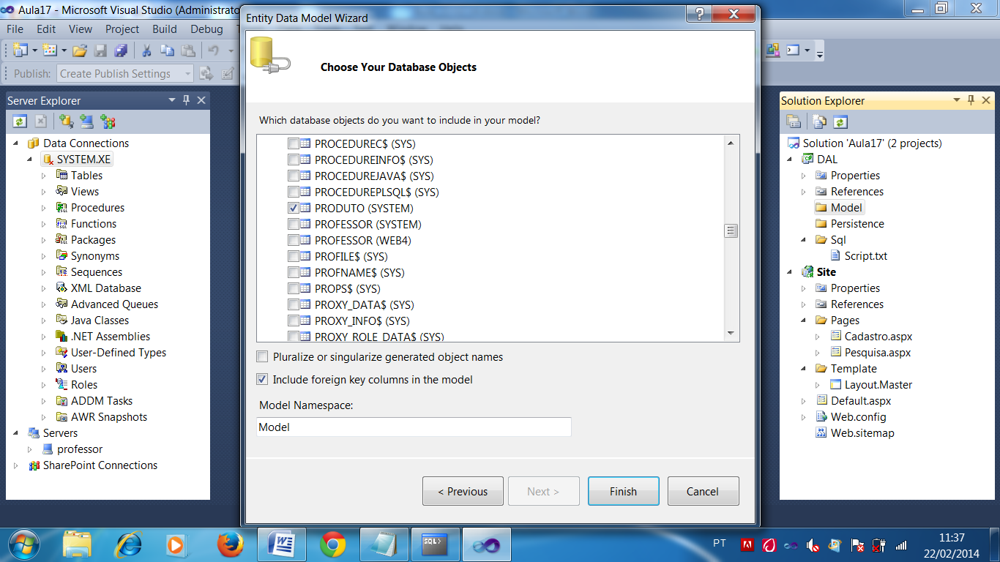 Aula17 - Microsoft Visual Studio (Administrato
File Edit View Project Build Debug
Publish: Create Publish Settings
Server Explorer
Data Connections
SYSTEM.XE
Tables
Views
Procedures
Functions
Packages
Synonyms
Sequences
XML Database
Advanced Queues
Java Classes
.NET Assemblies
User-Defined Types
Users
Roles
ADDM Tasks
AWR Snapshots
Servers
professor
SharePoint Connections
Entity Data Model Wizard
Choose Your Database Objects
Which database objects do you want to include in your model?
PROCEDUREC$ (SYS)
PROCEDUREINFO$ (SYS)
PROCEDUREJAVA$ (SYS)
PROCEDUREPLSQL$ (SYS)
PRODUTO (SYSTEM)
PROFESSOR (SYSTEM)
PROFESSOR (WEB4)
PROFILE$ (SYS)
PROFNAME$ (SYS)
PROPS$ (SYS)
PROXY_DATA$ (SYS)
PROXY_INFO$ (SYS)
PROXY_ROLE_DATA$ (SYS)
Pluralize or singularize generated object names
Include foreign key columns in the model
Model Namespace:
Model
< Previous
Next >
Finish
Cancel
Solution Explorer
Solution 'Aula17' (2 projects)
DAL
Properties
References
Model
Persistence
Sql
Script.txt
Site
Properties
References
Pages
Cadastro.aspx
Pesquisa.aspx
Template
Layout.Master
Default.aspx
Web.config
Web.sitemap
SQL>
PT
11:37
22/02/2014